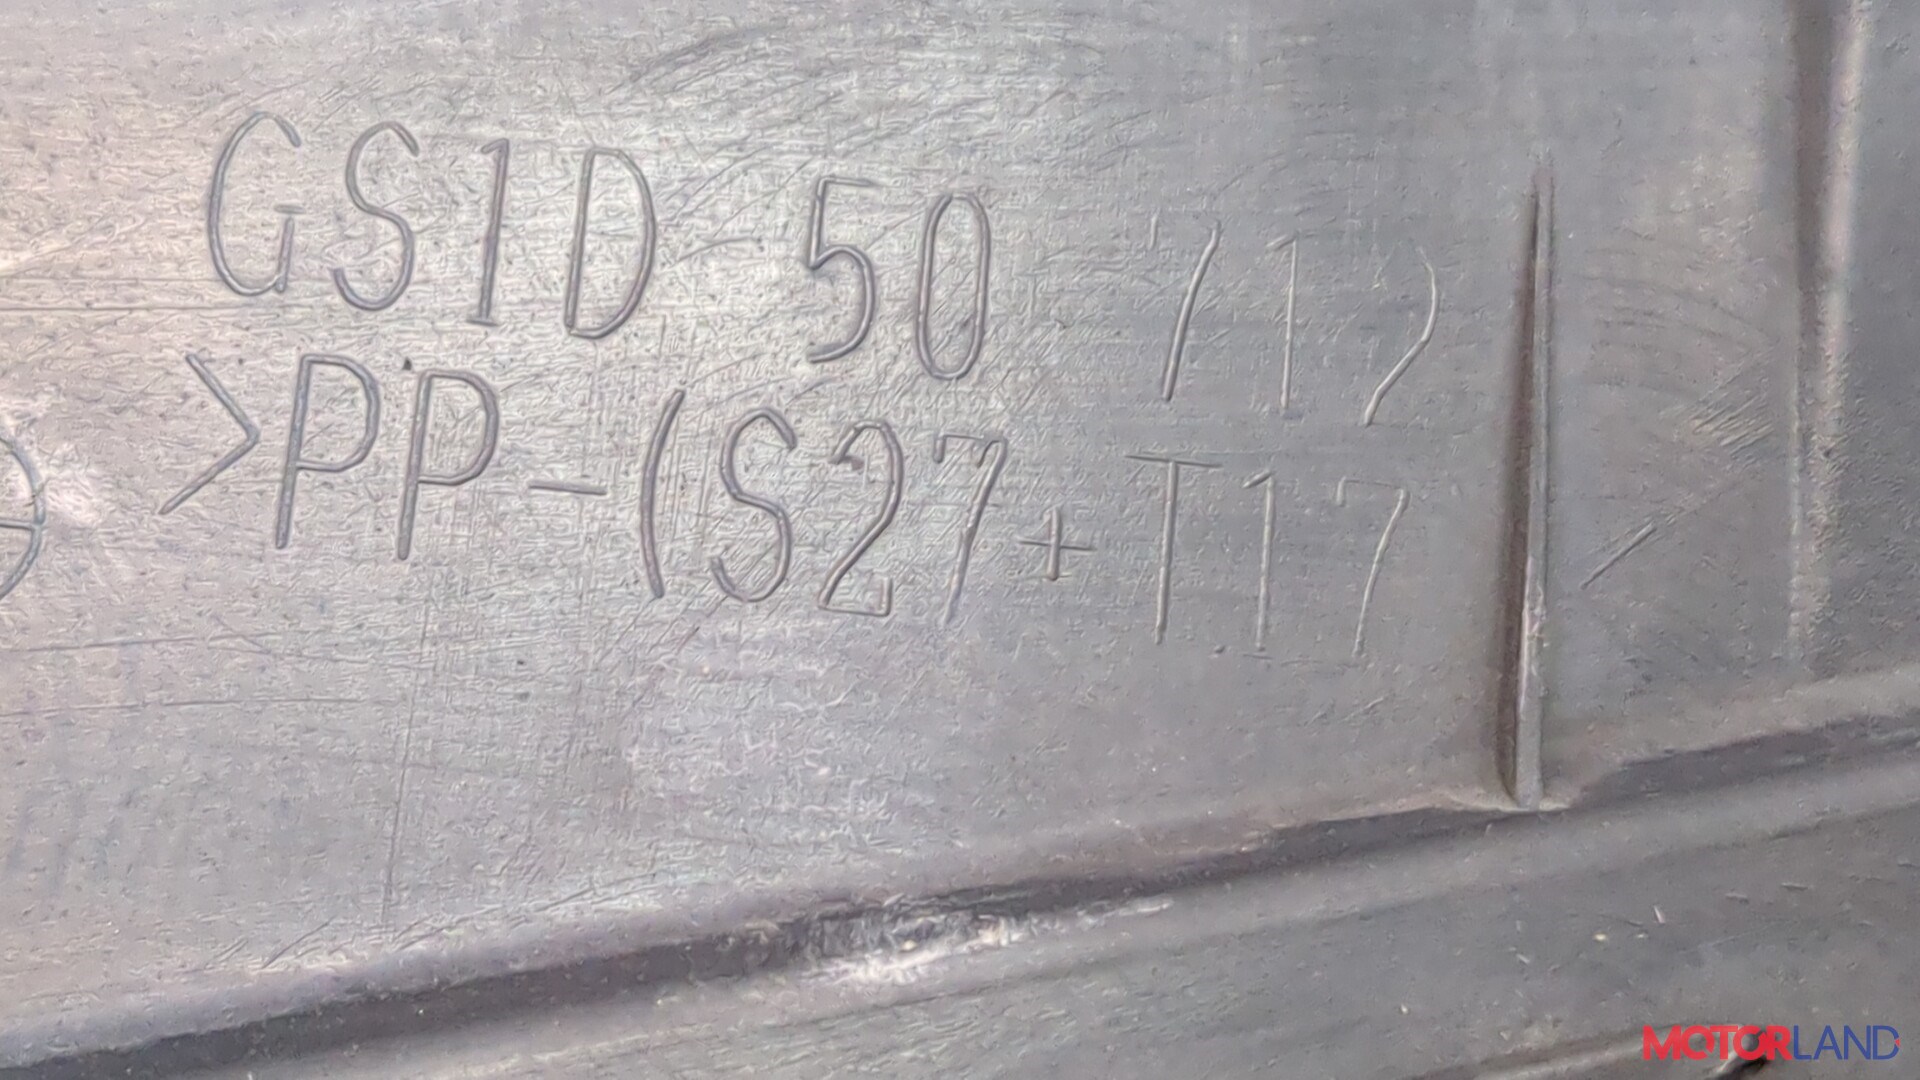 GS1D 50 712
>PP-(S27+T17
MOTORLAND